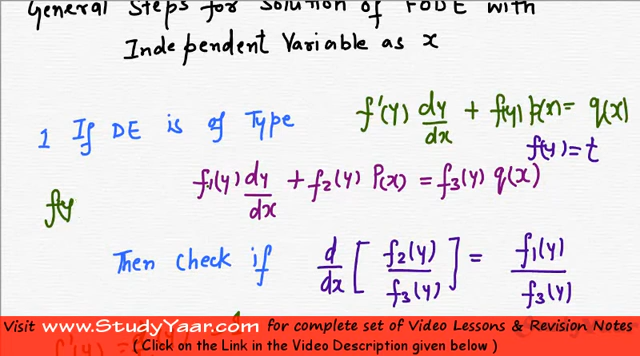 General Steps for Solution of FODE with
Independent Variable as x
1 If DE is of Type f'(y) dy/dx + f(y) p(x) = q(x)
f(y) = t
f₁(y) dy/dx + f₂(y) P(x) = f₃(y) q(x)
f(y
Then check if d/dx [ f₂(y)/f₃(y) ] = f₁(y)/f₃(y)
Visit www.StudyYaar.com for complete set of Video Lessons & Revision Notes
( Click on the Link in the Video Description given below )